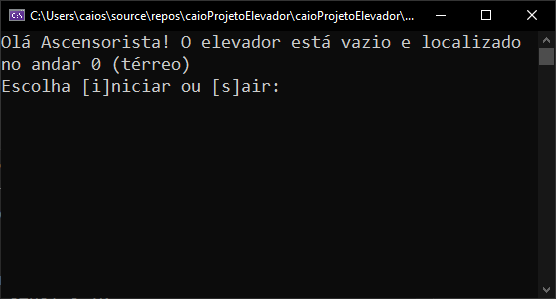 C:\Users\caios\source\repos\caioProjetoElevador\caioProjetoElevador\...
Olá Ascensorista! O elevador está vazio e localizado
no andar 0 (térreo)
Escolha [i]niciar ou [s]air: